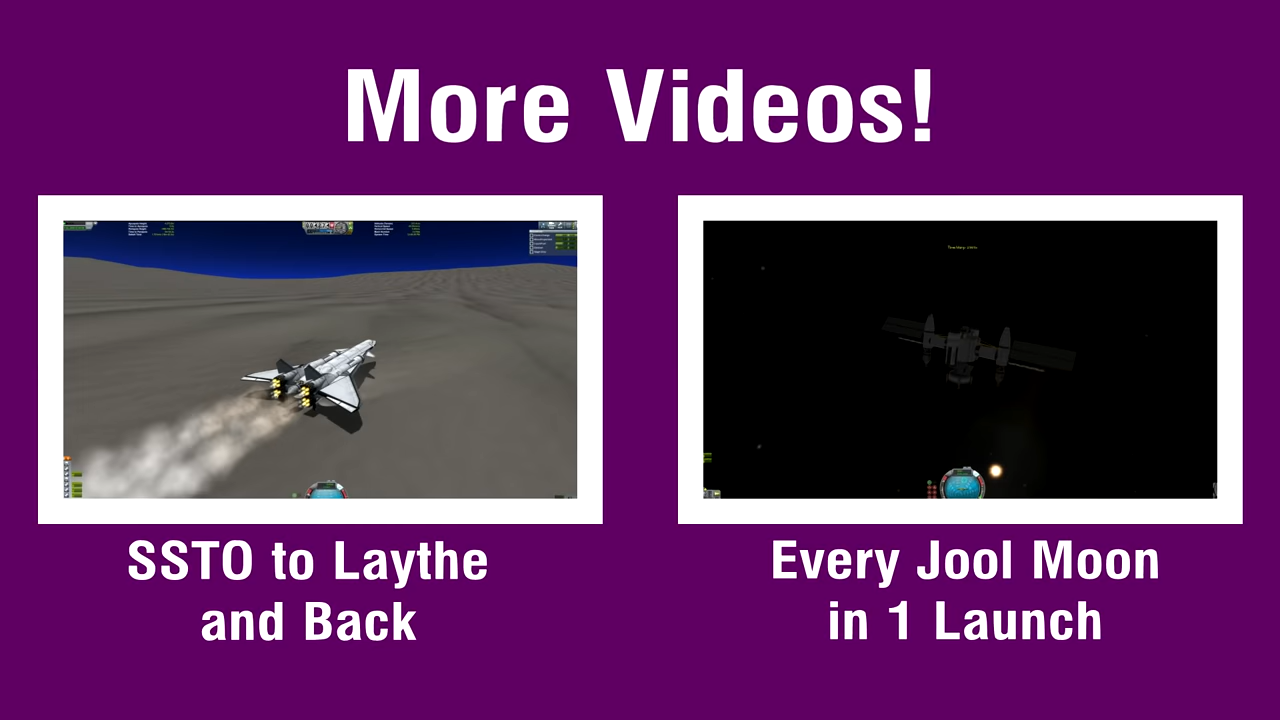 More Videos!
SSTO to Laythe
and Back
Every Jool Moon
in 1 Launch